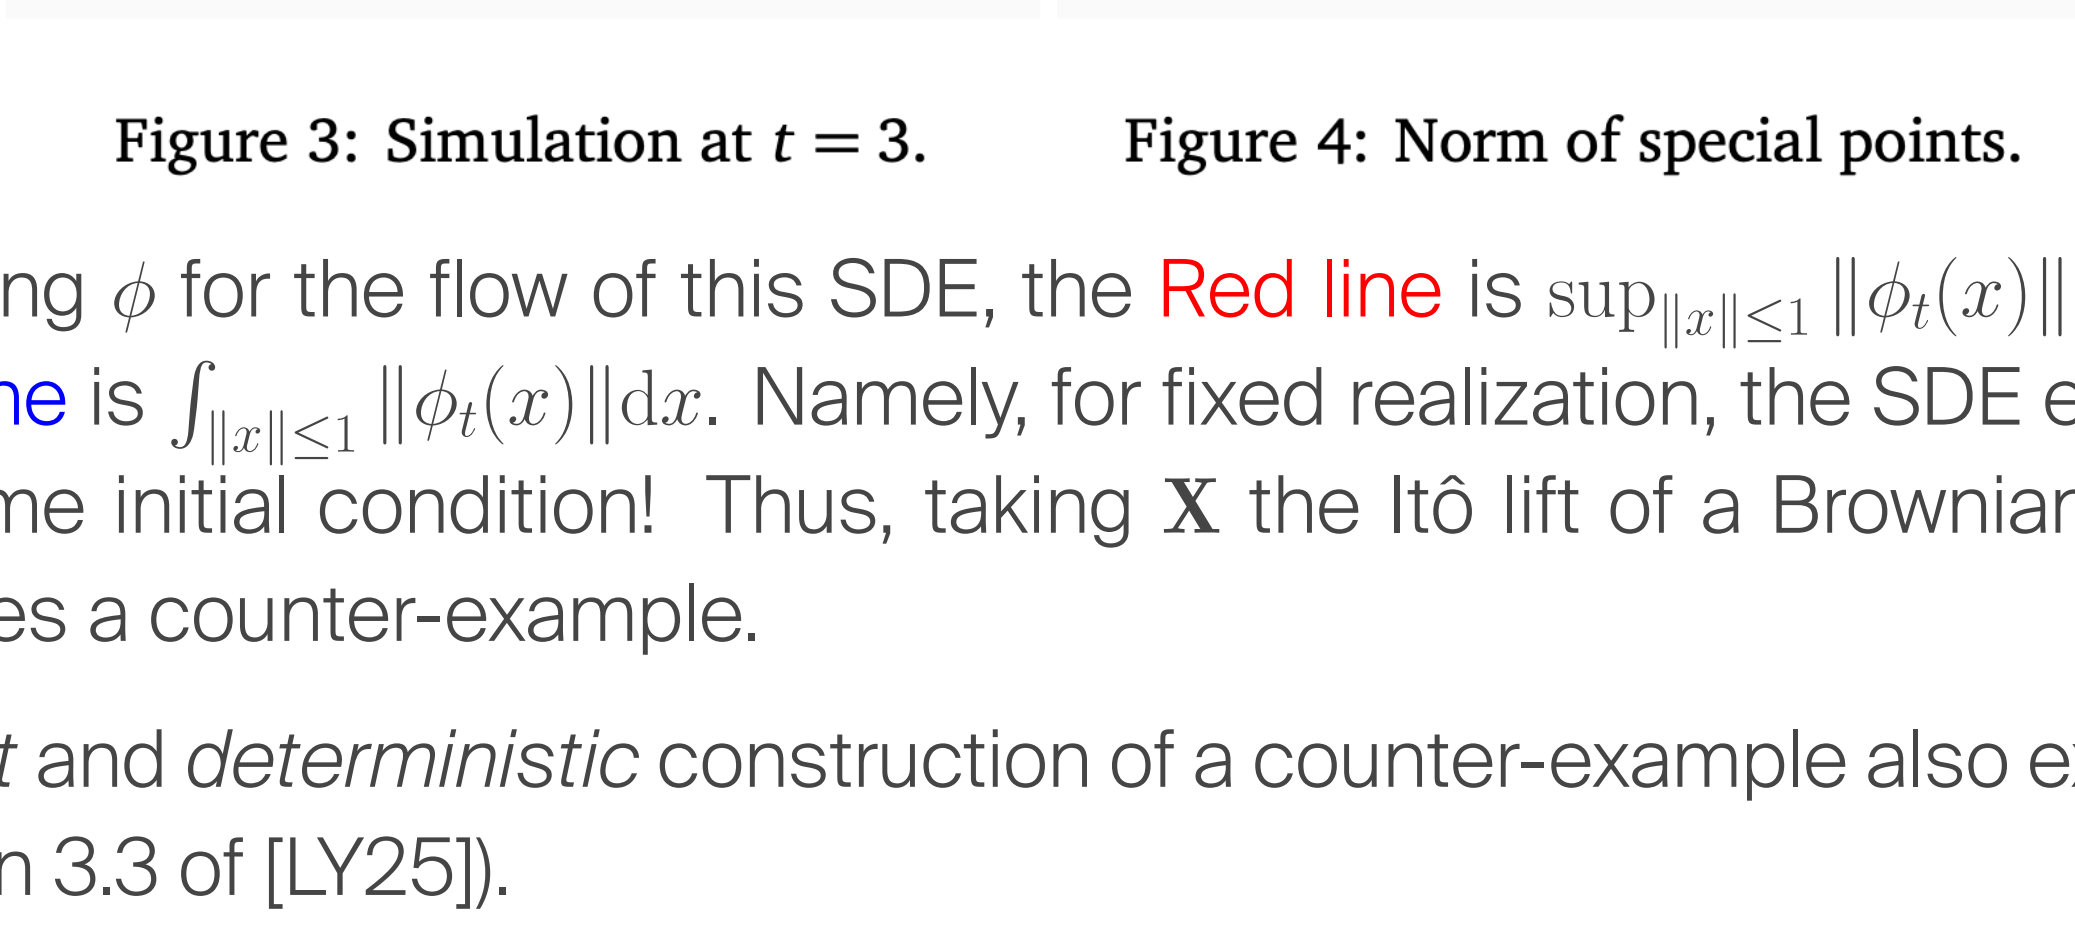 Figure 3: Simulation at t = 3.
Figure 4: Norm of special points.
ng ϕ for the flow of this SDE, the Red line is sup_{‖x‖≤1} ‖ϕ_t(x)‖
ne is ∫_{‖x‖≤1} ‖ϕ_t(x)‖dx. Namely, for fixed realization, the SDE e
me initial condition! Thus, taking X the Itô lift of a Brownian
es a counter-example.
t and deterministic construction of a counter-example also ex
n 3.3 of [LY25]).